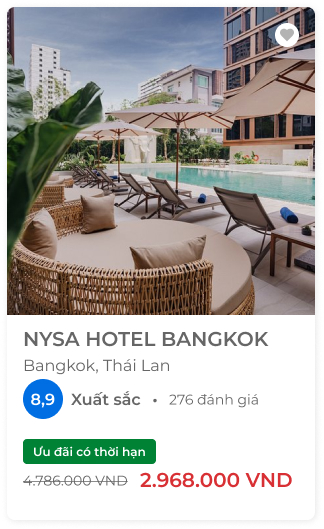 NYSA HOTEL BANGKOK
Bangkok, Thái Lan
8,9 Xuất sắc • 276 đánh giá
Ưu đãi có thời hạn
4.786.000 VND 2.968.000 VND